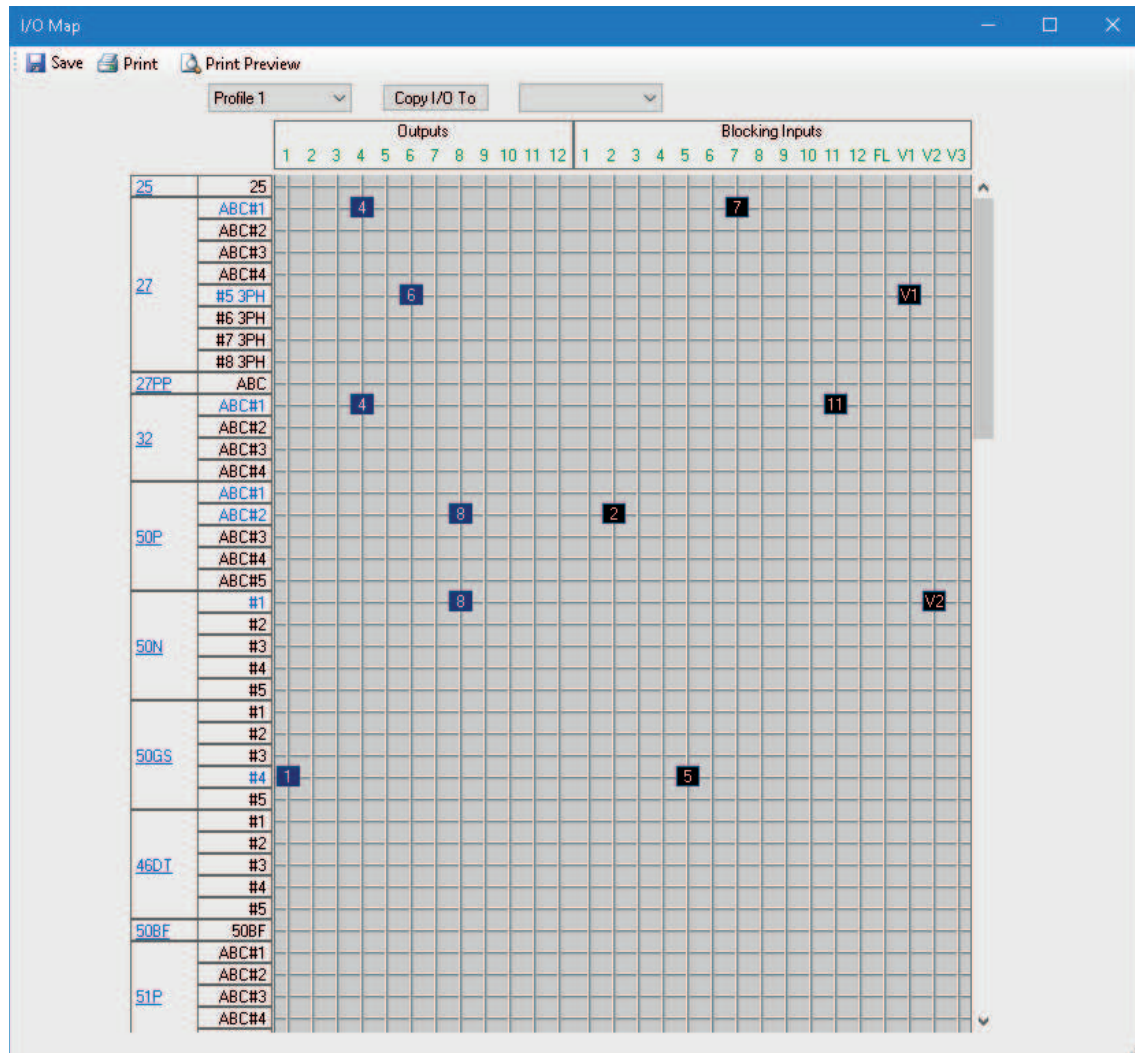 I/O Map
Save Print Print Preview
Profile 1 Copy I/O To
Outputs Blocking Inputs
1 2 3 4 5 6 7 8 9 10 11 12 1 2 3 4 5 6 7 8 9 10 11 12 FL V1 V2 V3
25 25
ABC#1 4 7
ABC#2
ABC#3
ABC#4
27
#5 3PH 6 V1
#6 3PH
#7 3PH
#8 3PH
27PP ABC
ABC#1 4 11
ABC#2
32
ABC#3
ABC#4
ABC#1
ABC#2 8 2
50P ABC#3
ABC#4
ABC#5
#1 8 V2
#2
50N #3
#4
#5
#1
#2
50GS #3
#4 1 5
#5
#1
#2
46DT #3
#4
#5
50BF 50BF
ABC#1
ABC#2
51P ABC#3
ABC#4